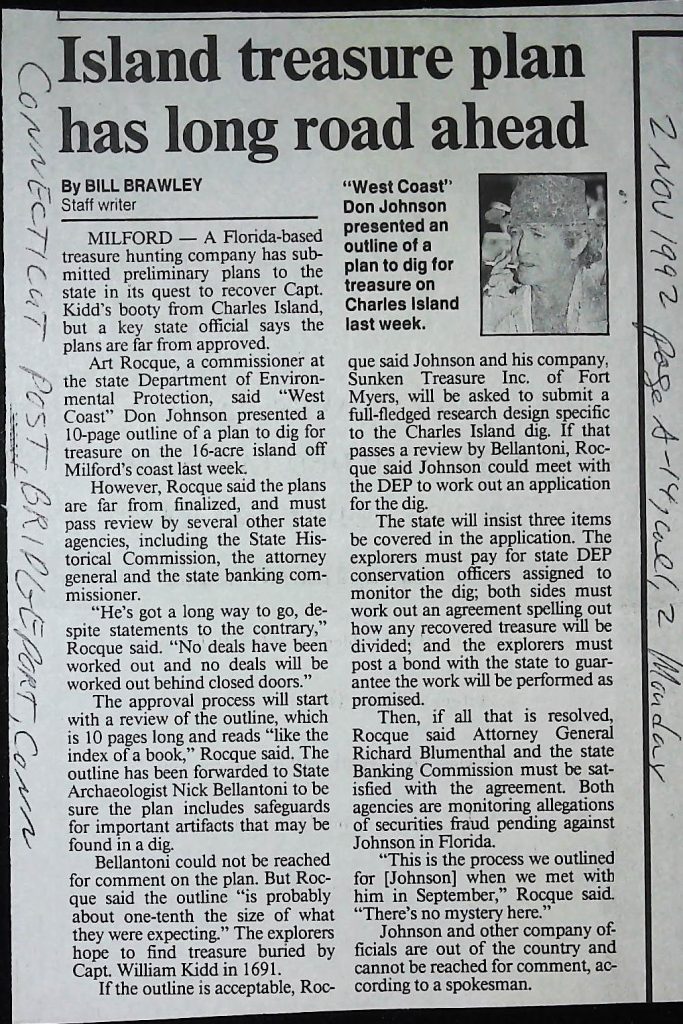 Island treasure plan
has long road ahead
By BILL BRAWLEY
Staff writer
MILFORD — A Florida-based
treasure hunting company has sub-
mitted preliminary plans to the
state in its quest to recover Capt.
Kidd's booty from Charles Island,
but a key state official says the
plans are far from approved.
Art Rocque, a commissioner at
the state Department of Environ-
mental Protection, said “West
Coast” Don Johnson presented a
10-page outline of a plan to dig for
treasure on the 16-acre island off
Milford's coast last week.
However, Rocque said the plans
are far from finalized, and must
pass review by several other state
agencies, including the State His-
torical Commission, the attorney
general and the state banking com-
missioner.
“He's got a long way to go, de-
spite statements to the contrary,”
Rocque said. “No deals have been
worked out and no deals will be
worked out behind closed doors.”
The approval process will start
with a review of the outline, which
is 10 pages long and reads “like the
index of a book,” Rocque said. The
outline has been forwarded to State
Archaeologist Nick Bellantoni to be
sure the plan includes safeguards
for important artifacts that may be
found in a dig.
Bellantoni could not be reached
for comment on the plan. But Roc-
que said the outline “is probably
about one-tenth the size of what
they were expecting.” The explorers
hope to find treasure buried by
Capt. William Kidd in 1691.
If the outline is acceptable, Roc-
“West Coast”
Don Johnson
presented an
outline of a
plan to dig for
treasure on
Charles Island
last week.
que said Johnson and his company,
Sunken Treasure Inc. of Fort
Myers, will be asked to submit a
full-fledged research design specific
to the Charles Island dig. If that
passes a review by Bellantoni, Roc-
que said Johnson could meet with
the DEP to work out an application
for the dig.
The state will insist three items
be covered in the application. The
explorers must pay for state DEP
conservation officers assigned to
monitor the dig; both sides must
work out an agreement spelling out
how any recovered treasure will be
divided; and the explorers must
post a bond with the state to guar-
antee the work will be performed as
promised.
Then, if all that is resolved,
Rocque said Attorney General
Richard Blumenthal and the state
Banking Commission must be sat-
isfied with the agreement. Both
agencies are monitoring allegations
of securities fraud pending against
Johnson in Florida.
“This is the process we outlined
for [Johnson] when we met with
him in September,” Rocque said.
“There's no mystery here.”
Johnson and other company of-
ficials are out of the country and
cannot be reached for comment, ac-
cording to a spokesman.
CONNECTICUT POST, BRIDGEPORT, CONN
2 NOV 1992 page A-14, col 1, 2 Monday